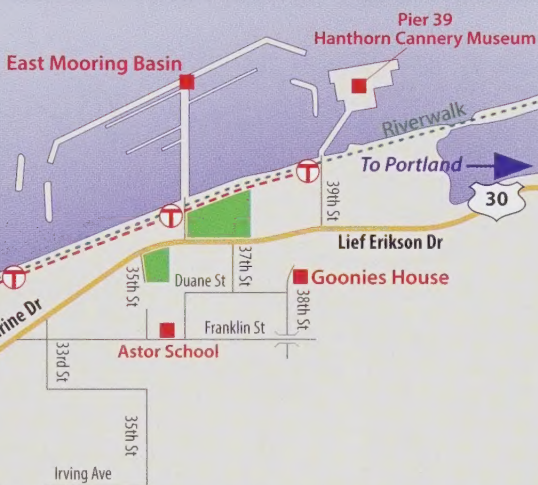 Pier 39
Hanthorn Cannery Museum
East Mooring Basin
Riverwalk
To Portland
30
T
39th St
T
Lief Erikson Dr
T
35th St
37th St
Duane St
Goonies House
38th St
rine Dr
Franklin St
Astor School
33rd St
35th St
Irving Ave